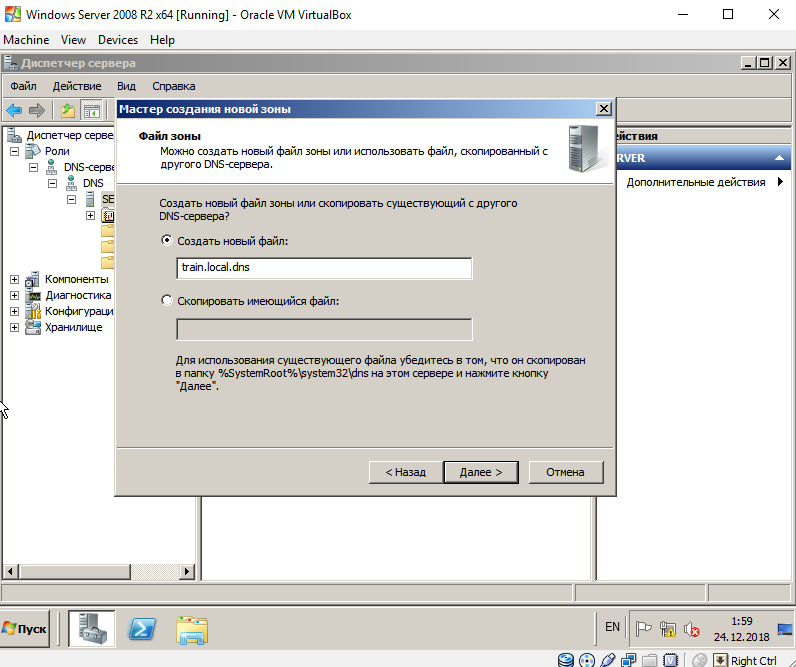 Windows Server 2008 R2 x64 [Running] - Oracle VM VirtualBox
Machine View Devices Help
Диспетчер сервера
Файл Действие Вид Справка
Мастер создания новой зоны
Файл зоны
Можно создать новый файл зоны или использовать файл, скопированный с
другого DNS-сервера.
Создать новый файл зоны или скопировать существующий с другого
DNS-сервера?
Создать новый файл:
train.local.dns
Скопировать имеющийся файл:
Для использования существующего файла убедитесь в том, что он скопирован
в папку %SystemRoot%\system32\dns на этом сервере и нажмите кнопку
"Далее".
< Назад Далее > Отмена
Диспетчер серве
Роли
DNS-серве
DNS
SE
Компоненты
Диагностика
Конфигураци
Хранилище
йствия
RVER
Дополнительные действия
Пуск
EN
1:59
24.12.2018
Right Ctrl